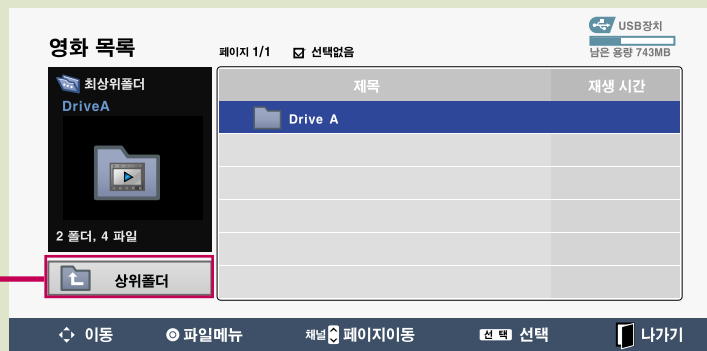 USB장치
영화 목록
페이지 1/1 선택없음
남은 용량 743MB
최상위폴더
DriveA
2 폴더, 4 파일
상위폴더
제목 재생 시간
Drive A
이동 파일메뉴 채널 페이지이동 선택 선택 나가기